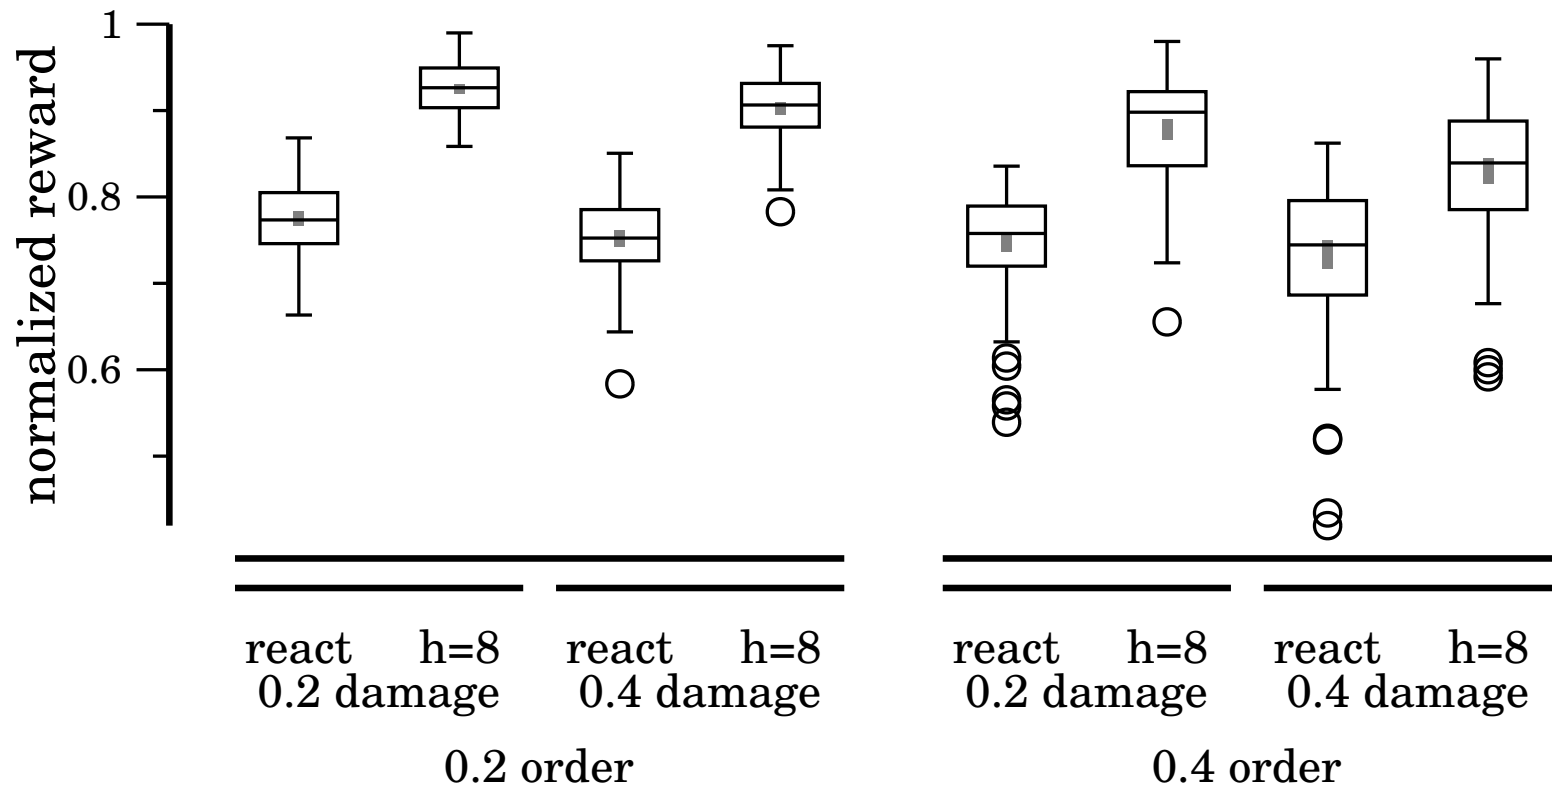 normalized reward
1
0.8
0.6
react h=8 react h=8 react h=8 react h=8
0.2 damage 0.4 damage 0.2 damage 0.4 damage
0.2 order 0.4 order